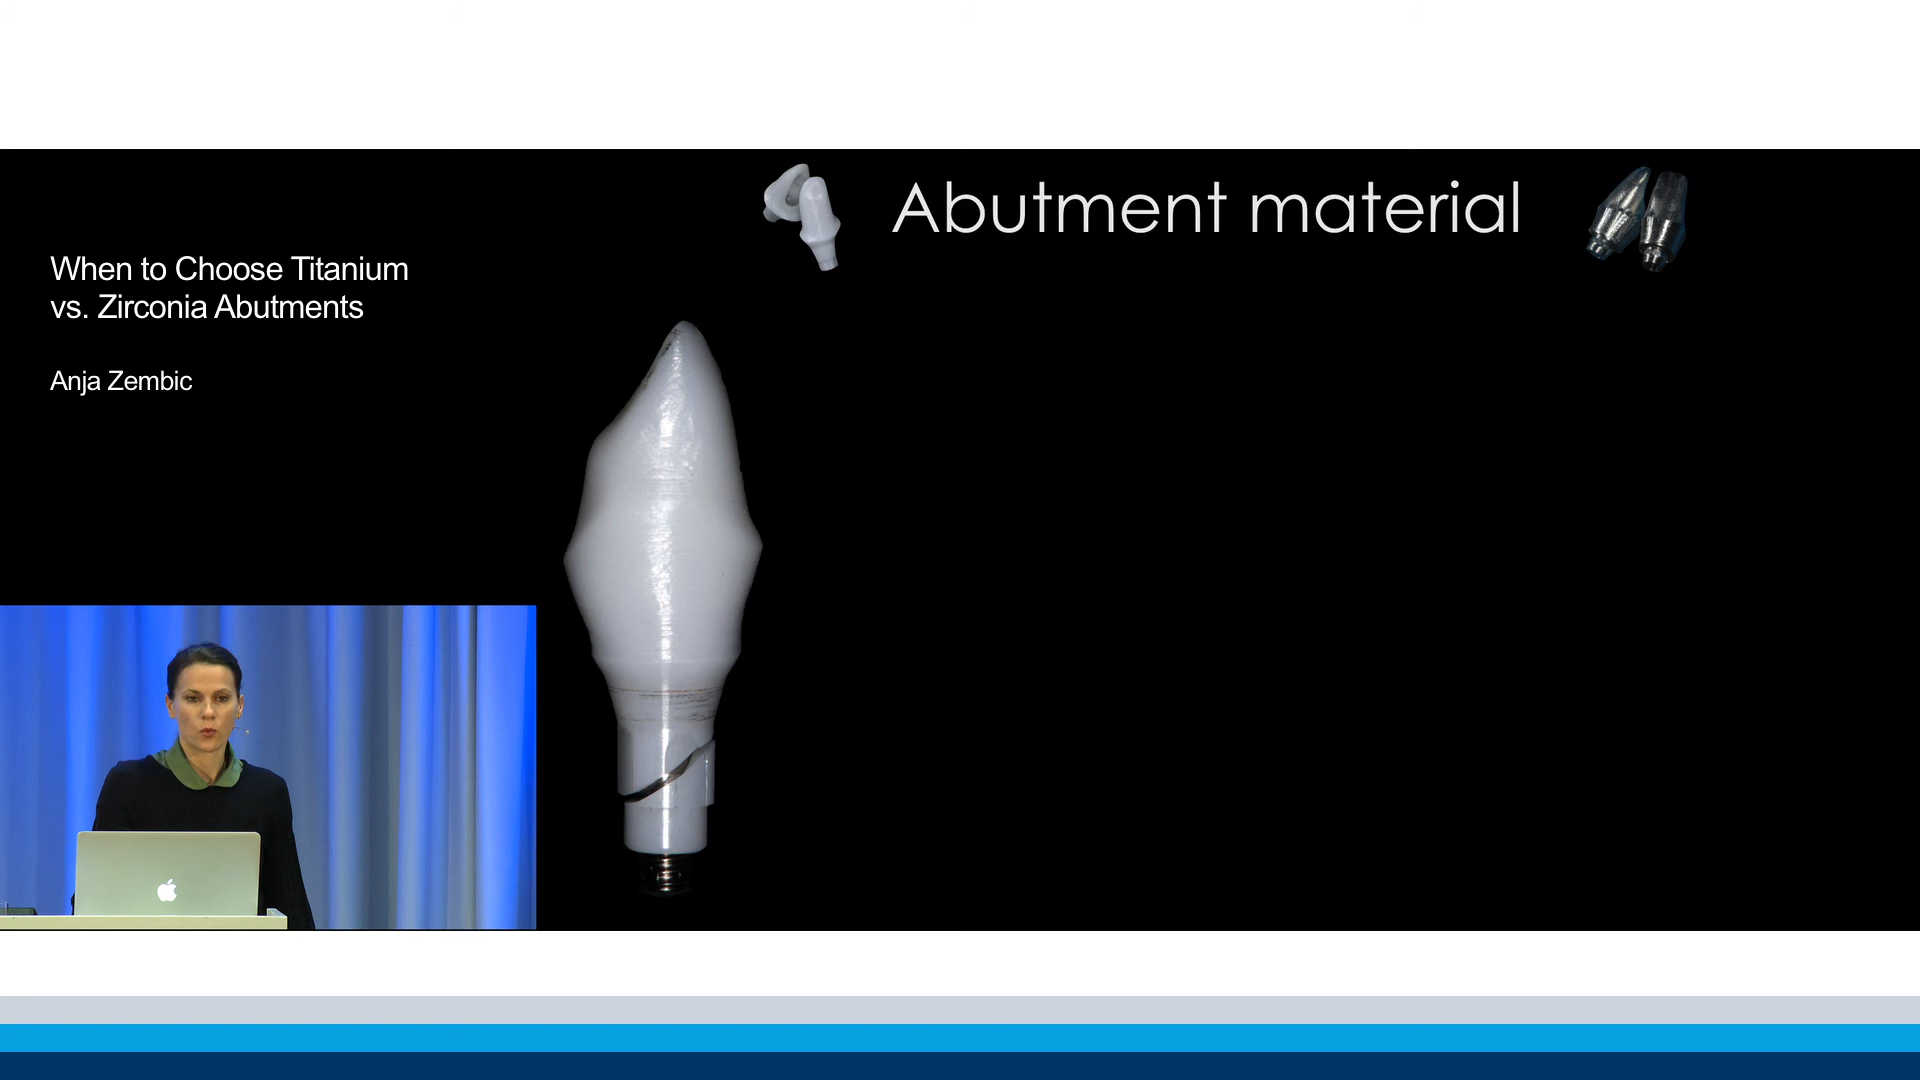 Abutment material
When to Choose Titanium
vs. Zirconia Abutments
Anja Zembic